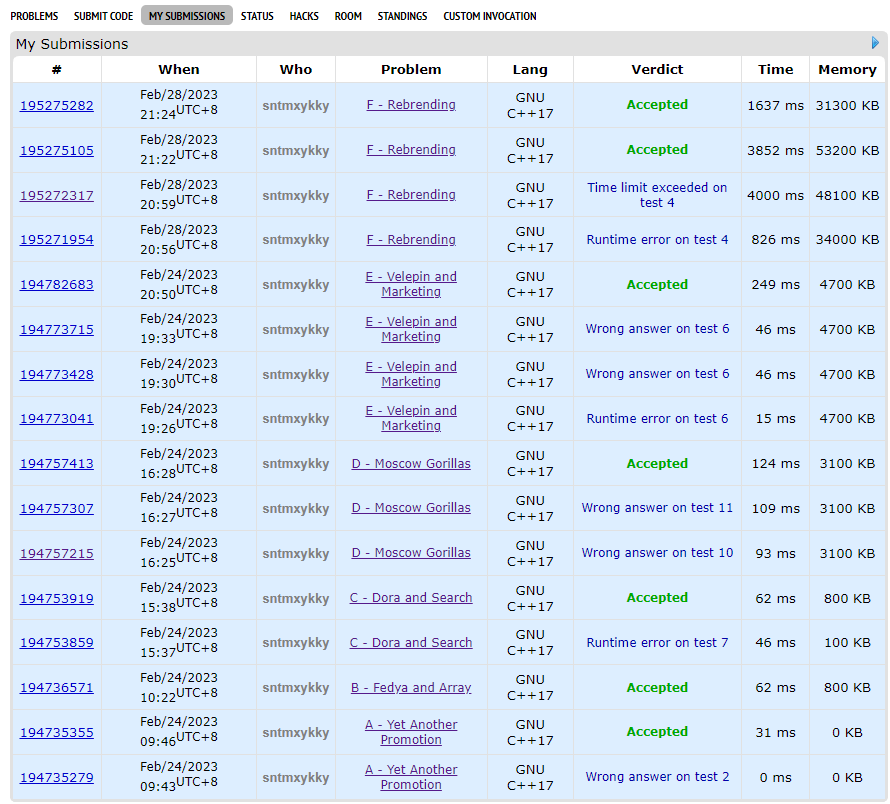 PROBLEMS SUBMIT CODE MY SUBMISSIONS STATUS HACKS ROOM STANDINGS CUSTOM INVOCATION
My Submissions
# When Who Problem Lang Verdict Time Memory
195275282 Feb/28/2023 21:24UTC+8 sntmxykky F - Rebrending GNU C++17 Accepted 1637 ms 31300 KB
195275105 Feb/28/2023 21:22UTC+8 sntmxykky F - Rebrending GNU C++17 Accepted 3852 ms 53200 KB
195272317 Feb/28/2023 20:59UTC+8 sntmxykky F - Rebrending GNU C++17 Time limit exceeded on test 4 4000 ms 48100 KB
195271954 Feb/28/2023 20:56UTC+8 sntmxykky F - Rebrending GNU C++17 Runtime error on test 4 826 ms 34000 KB
194782683 Feb/24/2023 20:50UTC+8 sntmxykky E - Velepin and Marketing GNU C++17 Accepted 249 ms 4700 KB
194773715 Feb/24/2023 19:33UTC+8 sntmxykky E - Velepin and Marketing GNU C++17 Wrong answer on test 6 46 ms 4700 KB
194773428 Feb/24/2023 19:30UTC+8 sntmxykky E - Velepin and Marketing GNU C++17 Wrong answer on test 6 46 ms 4700 KB
194773041 Feb/24/2023 19:26UTC+8 sntmxykky E - Velepin and Marketing GNU C++17 Runtime error on test 6 15 ms 4700 KB
194757413 Feb/24/2023 16:28UTC+8 sntmxykky D - Moscow Gorillas GNU C++17 Accepted 124 ms 3100 KB
194757307 Feb/24/2023 16:27UTC+8 sntmxykky D - Moscow Gorillas GNU C++17 Wrong answer on test 11 109 ms 3100 KB
194757215 Feb/24/2023 16:25UTC+8 sntmxykky D - Moscow Gorillas GNU C++17 Wrong answer on test 10 93 ms 3100 KB
194753919 Feb/24/2023 15:38UTC+8 sntmxykky C - Dora and Search GNU C++17 Accepted 62 ms 800 KB
194753859 Feb/24/2023 15:37UTC+8 sntmxykky C - Dora and Search GNU C++17 Runtime error on test 7 46 ms 100 KB
194736571 Feb/24/2023 10:22UTC+8 sntmxykky B - Fedya and Array GNU C++17 Accepted 62 ms 800 KB
194735355 Feb/24/2023 09:46UTC+8 sntmxykky A - Yet Another Promotion GNU C++17 Accepted 31 ms 0 KB
194735279 Feb/24/2023 09:43UTC+8 sntmxykky A - Yet Another Promotion GNU C++17 Wrong answer on test 2 0 ms 0 KB